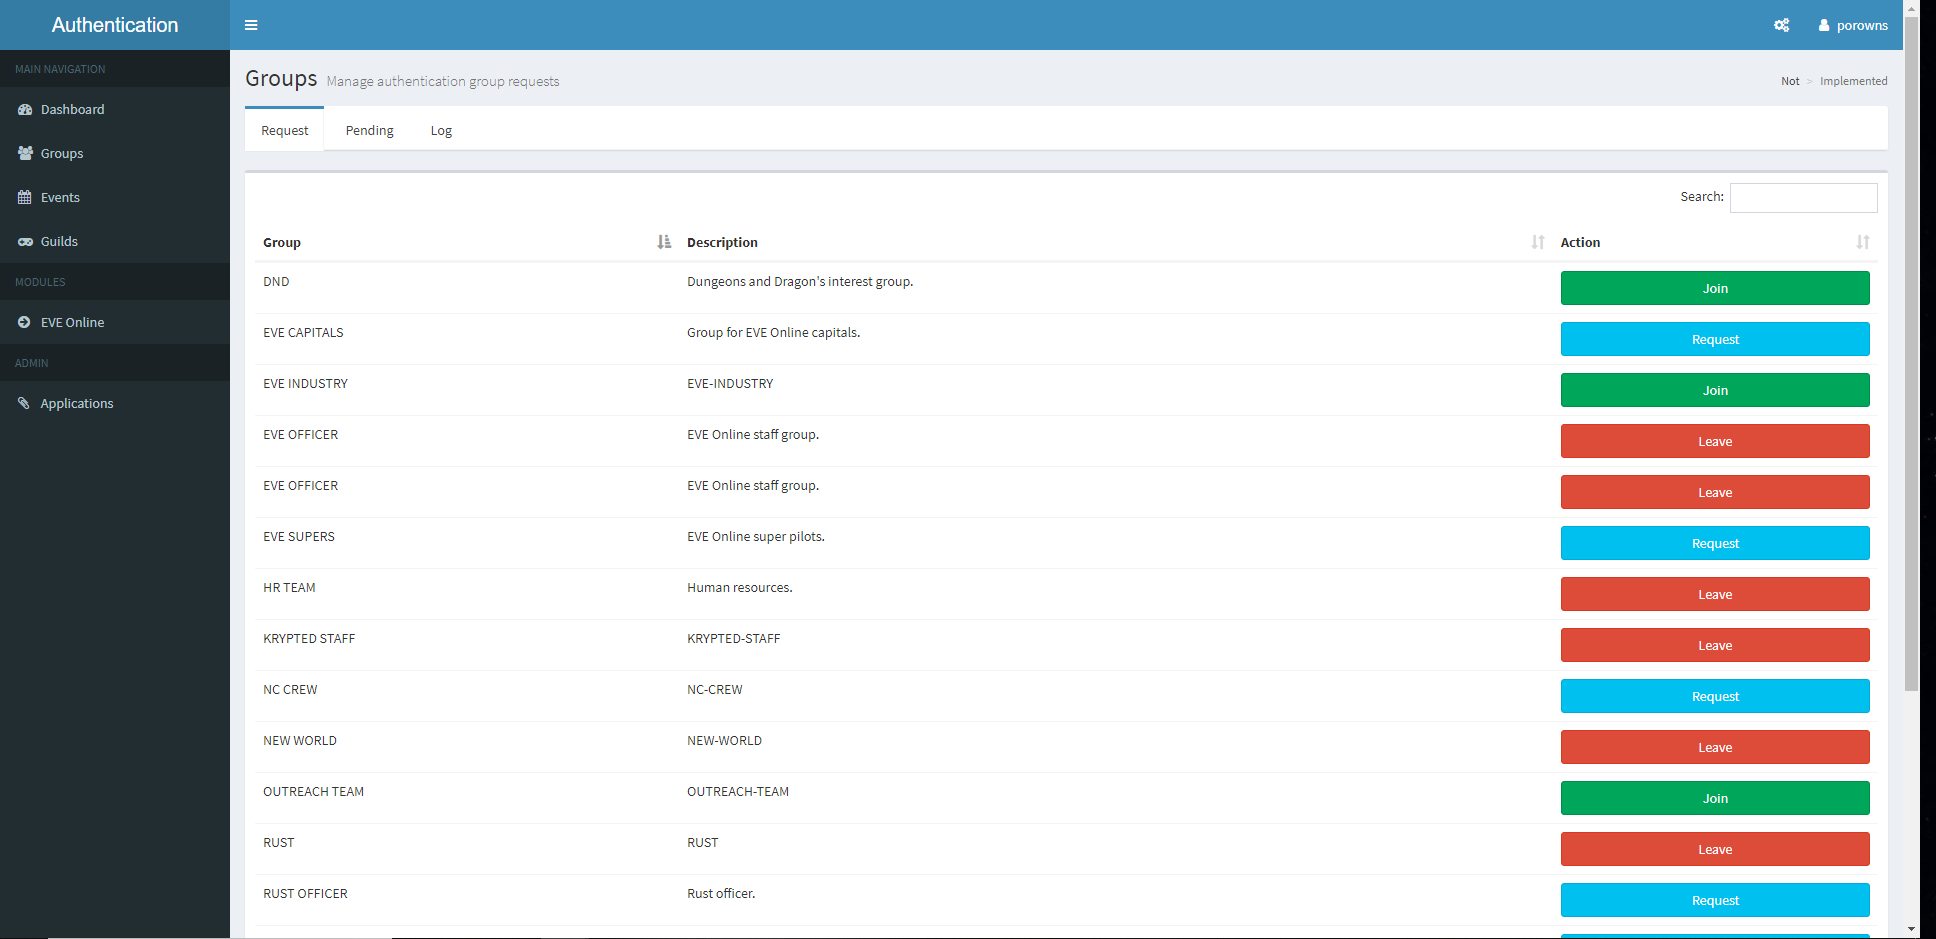 Authentication
porowns
MAIN NAVIGATION
Dashboard
Groups
Events
Guilds
MODULES
EVE Online
ADMIN
Applications
Groups Manage authentication group requests
Not > Implemented
Request Pending Log
Search:
Group Description Action
DND Dungeons and Dragon's interest group. Join
EVE CAPITALS Group for EVE Online capitals. Request
EVE INDUSTRY EVE-INDUSTRY Join
EVE OFFICER EVE Online staff group. Leave
EVE OFFICER EVE Online staff group. Leave
EVE SUPERS EVE Online super pilots. Request
HR TEAM Human resources. Leave
KRYPTED STAFF KRYPTED-STAFF Leave
NC CREW NC-CREW Request
NEW WORLD NEW-WORLD Leave
OUTREACH TEAM OUTREACH-TEAM Join
RUST RUST Leave
RUST OFFICER Rust officer. Request